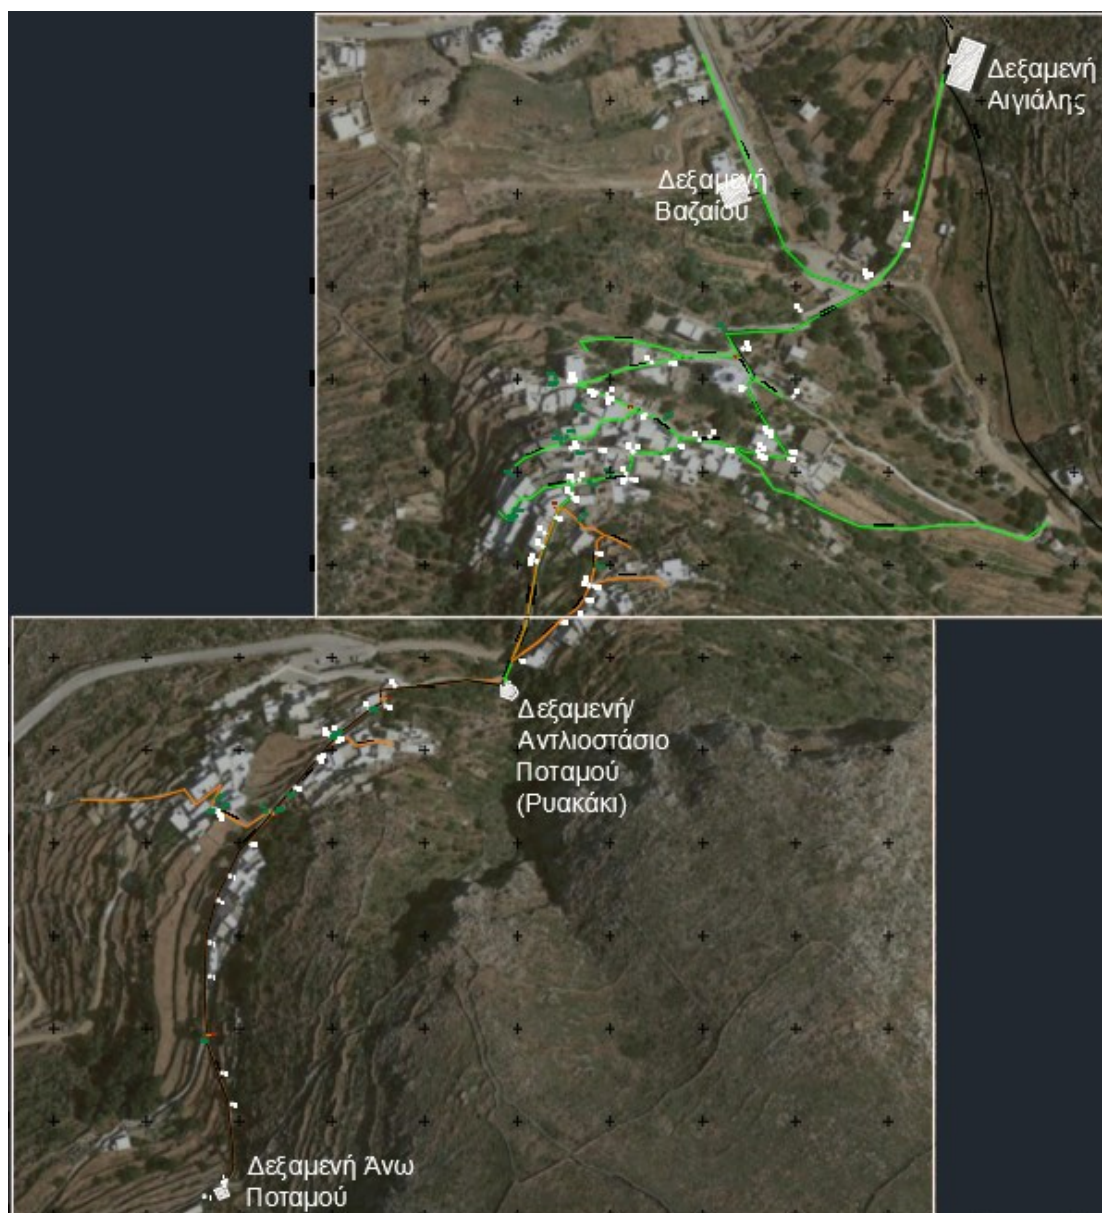 Δεξαμενή
Αιγιάλης
Δεξαμενή
Βαζαίου
Δεξαμενή/
Αντλιοστάσιο
Ποταμού
(Ρυακάκι)
Δεξαμενή Άνω
Ποταμού